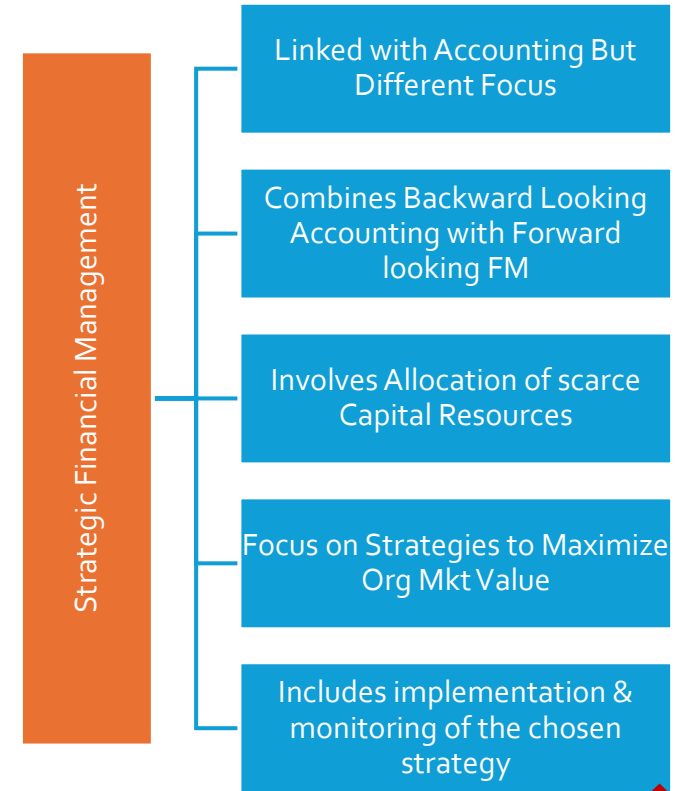 Strategic Financial Management
Linked with Accounting But
Different Focus
Combines Backward Looking
Accounting with Forward
looking FM
Involves Allocation of scarce
Capital Resources
Focus on Strategies to Maximize
Org Mkt Value
Includes implementation &
monitoring of the chosen
strategy